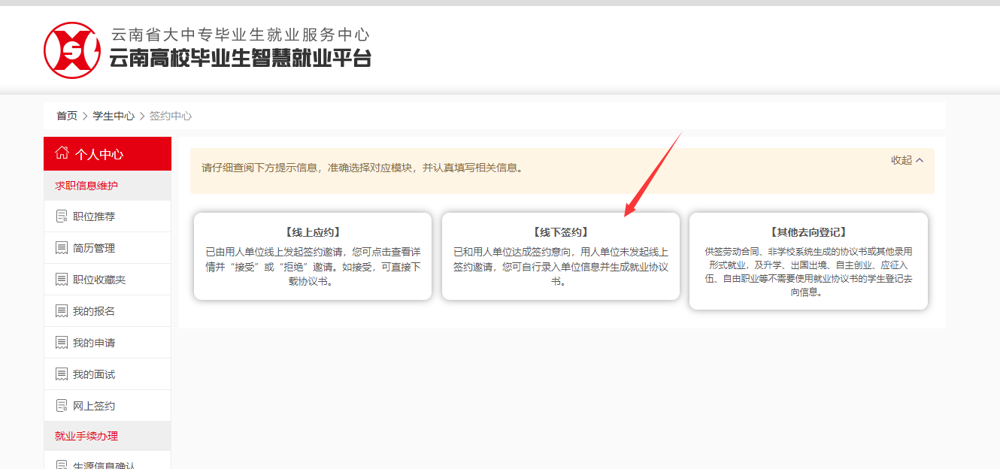 云南省大中专毕业生就业服务中心
云南高校毕业生智慧就业平台
首页 > 学生中心 > 签约中心
个人中心
求职信息维护
职位推荐
简历管理
职位收藏夹
我的报名
我的申请
我的面试
网上签约
就业手续办理
生源信息确认
请仔细查阅下方提示信息，准确选择对应模块，并认真填写相关信息。
收起
【线上应约】
已由用人单位线上发起签约邀请，您可点击查看详
情并“接受”或“拒绝”邀请。如接受，可直接下
载协议书。
【线下签约】
已和用人单位达成签约意向，用人单位未发起线上
签约邀请，您可自行录入单位信息并生成就业协议
书。
【其他去向登记】
供签劳动合同、非学校系统生成的协议书或其他录用
形式就业，及升学、出国出境、自主创业、应征入
伍、自由职业等不需要使用就业协议书的学生登记去
向信息。